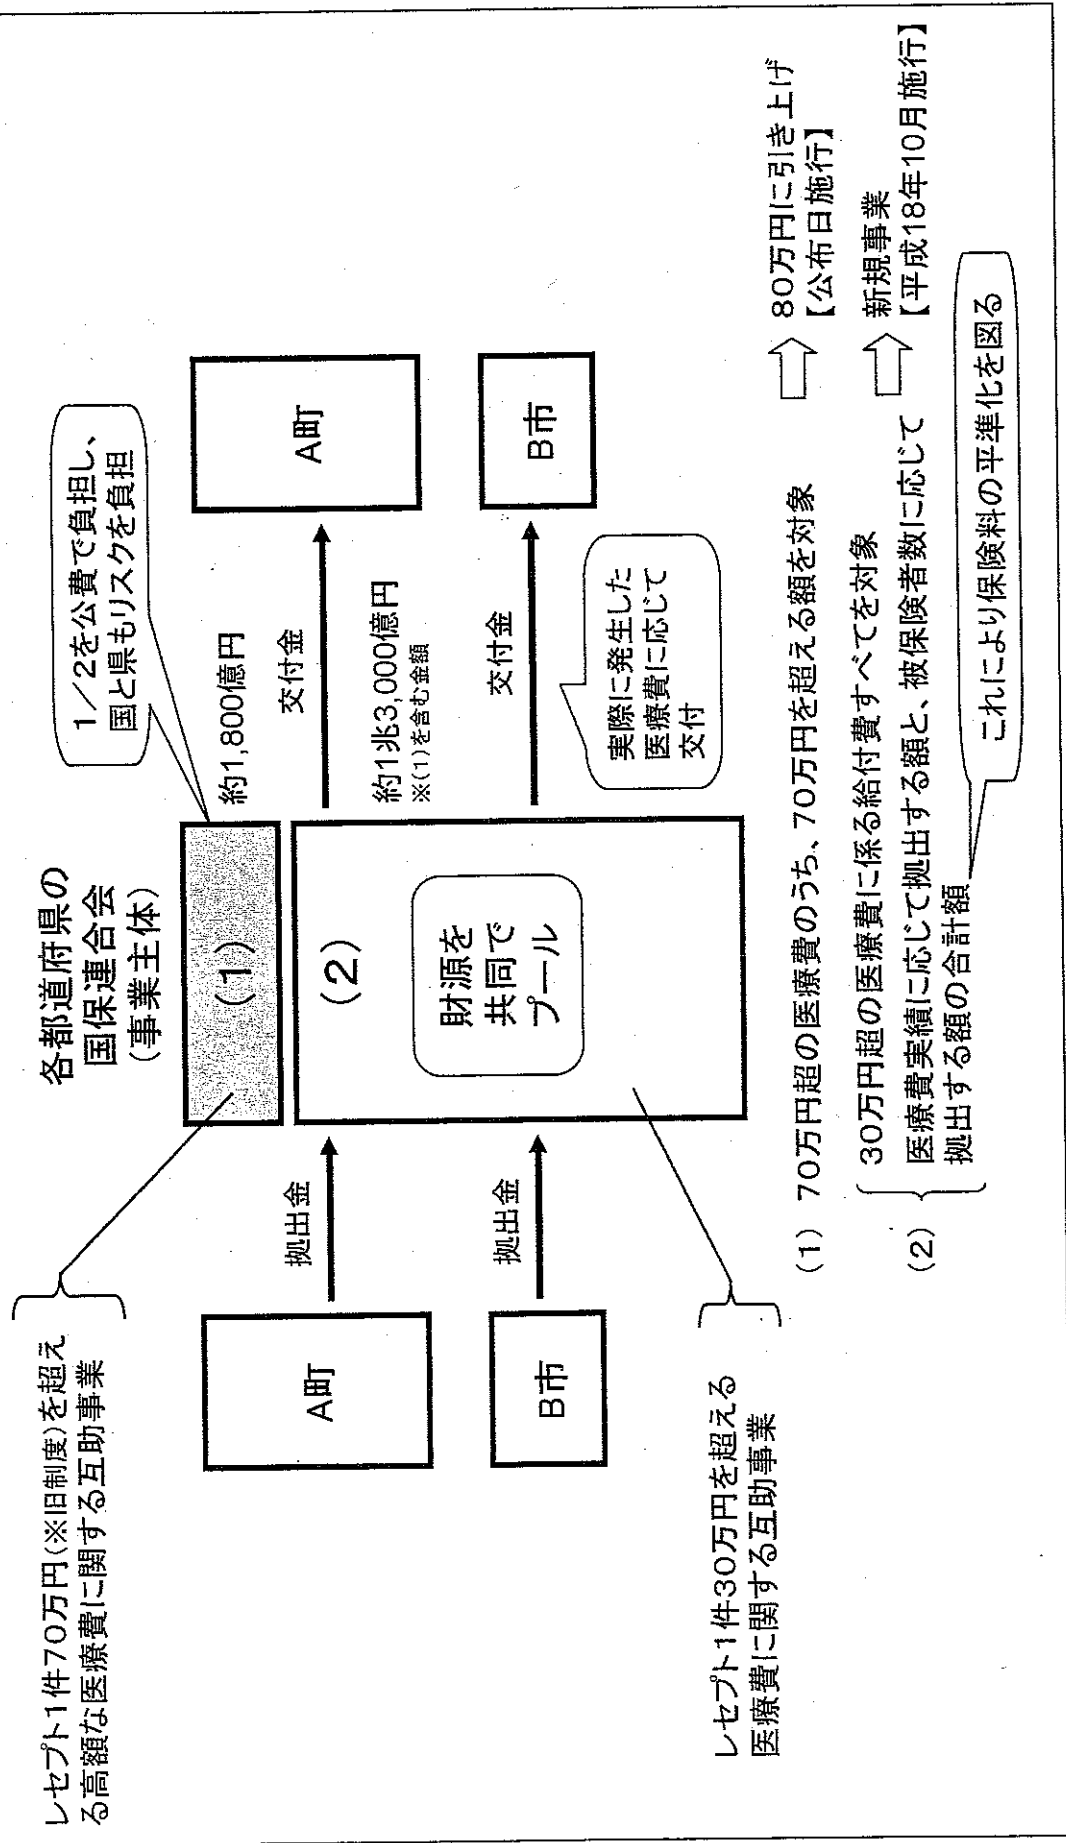 各都道府県の
国保連合会
(事業主体)
レセプト1件70万円(※旧制度)を超え
る高額な医療費に関する互助事業
1/2を公費で負担し、
国と県もリスクを負担
(1)
約1,800億円
A町
拠出金
(2)
交付金
A町
約1兆3,000億円
※(1)を含む金額
財源を
共同で
プール
B市
拠出金
交付金
B市
実際に発生した
医療費に応じて
交付
レセプト1件30万円を超える
医療費に関する互助事業
(1) 70万円超の医療費のうち、70万円を超える額を対象
80万円に引き上げ
【公布日施行】
(2)
30万円超の医療費に係る給付費すべてを対象
新規事業
【平成18年10月施行】
医療費実績に応じて拠出する額と、被保険者数に応じて
拠出する額の合計額
これにより保険料の平準化を図る